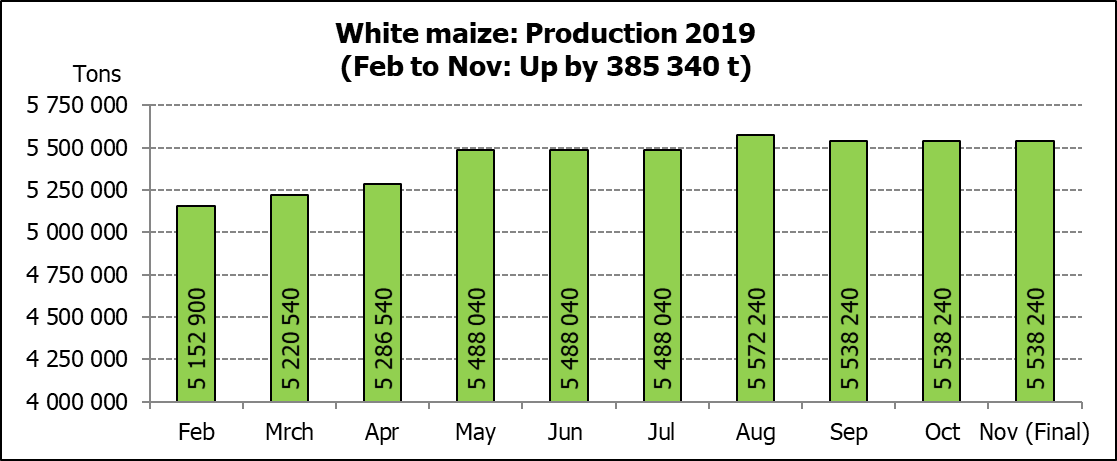 White maize: Production 2019
(Feb to Nov: Up by 385 340 t)
Tons
5 750 000
5 500 000
5 250 000
5 000 000
4 750 000
4 500 000
4 250 000
4 000 000
5 152 900
5 220 540
5 286 540
5 488 040
5 488 040
5 488 040
5 572 240
5 538 240
5 538 240
5 538 240
Feb Mrch Apr May Jun Jul Aug Sep Oct Nov (Final)